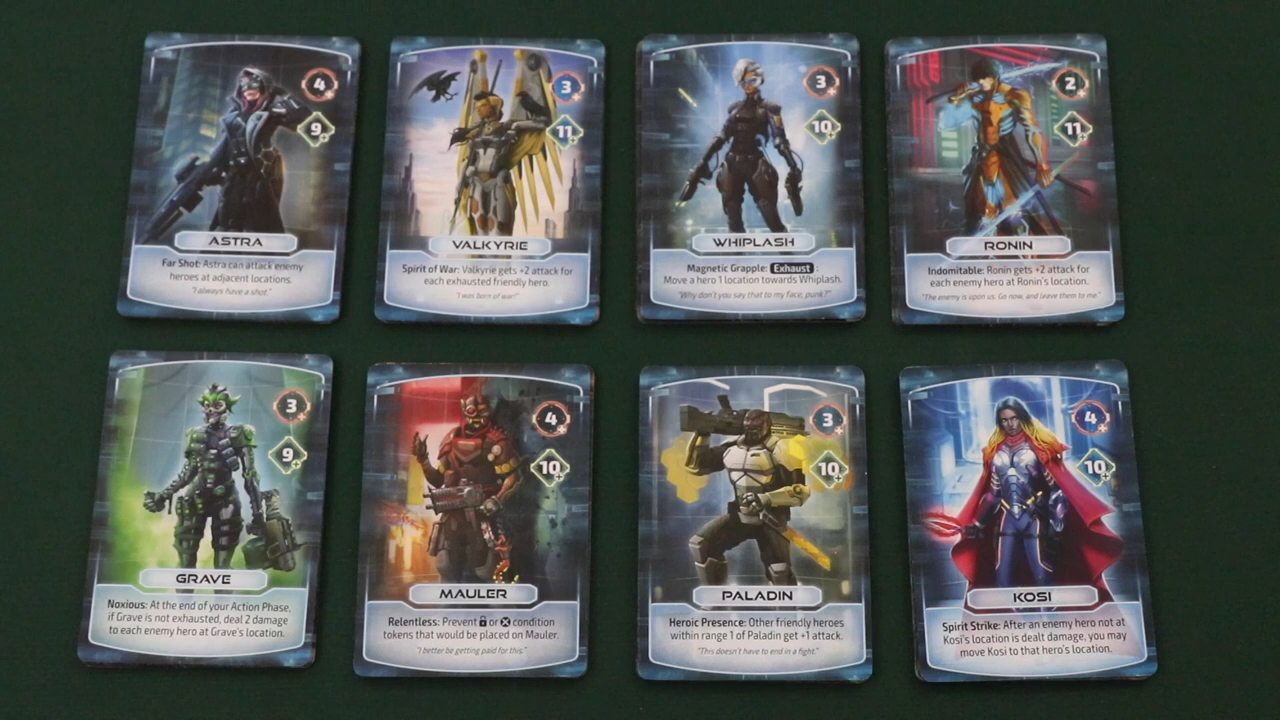 4
9
ASTRA
Far Shot: Astra can attack enemy
heroes at adjacent locations.
"I always have a shot."
3
11
VALKYRIE
Spirit of War: Valkyrie gets +2 attack for
each exhausted friendly hero.
"I was born of war!"
3
10
WHIPLASH
Magnetic Grapple: Exhaust :
Move a hero 1 location towards Whiplash.
"Why don't you say that to my face, punk?"
2
11
RONIN
Indomitable: Ronin gets +2 attack for
each enemy hero at Ronin's location.
"The enemy is upon us. Go now, and leave them to me."
3
9
GRAVE
Noxious: At the end of your Action Phase,
if Grave is not exhausted, deal 2 damage
to each enemy hero at Grave's location.
4
10
MAULER
Relentless: Prevent or condition
tokens that would be placed on Mauler.
"I better be getting paid for this."
3
10
PALADIN
Heroic Presence: Other friendly heroes
within range 1 of Paladin get +1 attack.
"This doesn't have to end in a fight."
4
10
KOSI
Spirit Strike: After an enemy hero not at
Kosi's location is dealt damage, you may
move Kosi to that hero's location.